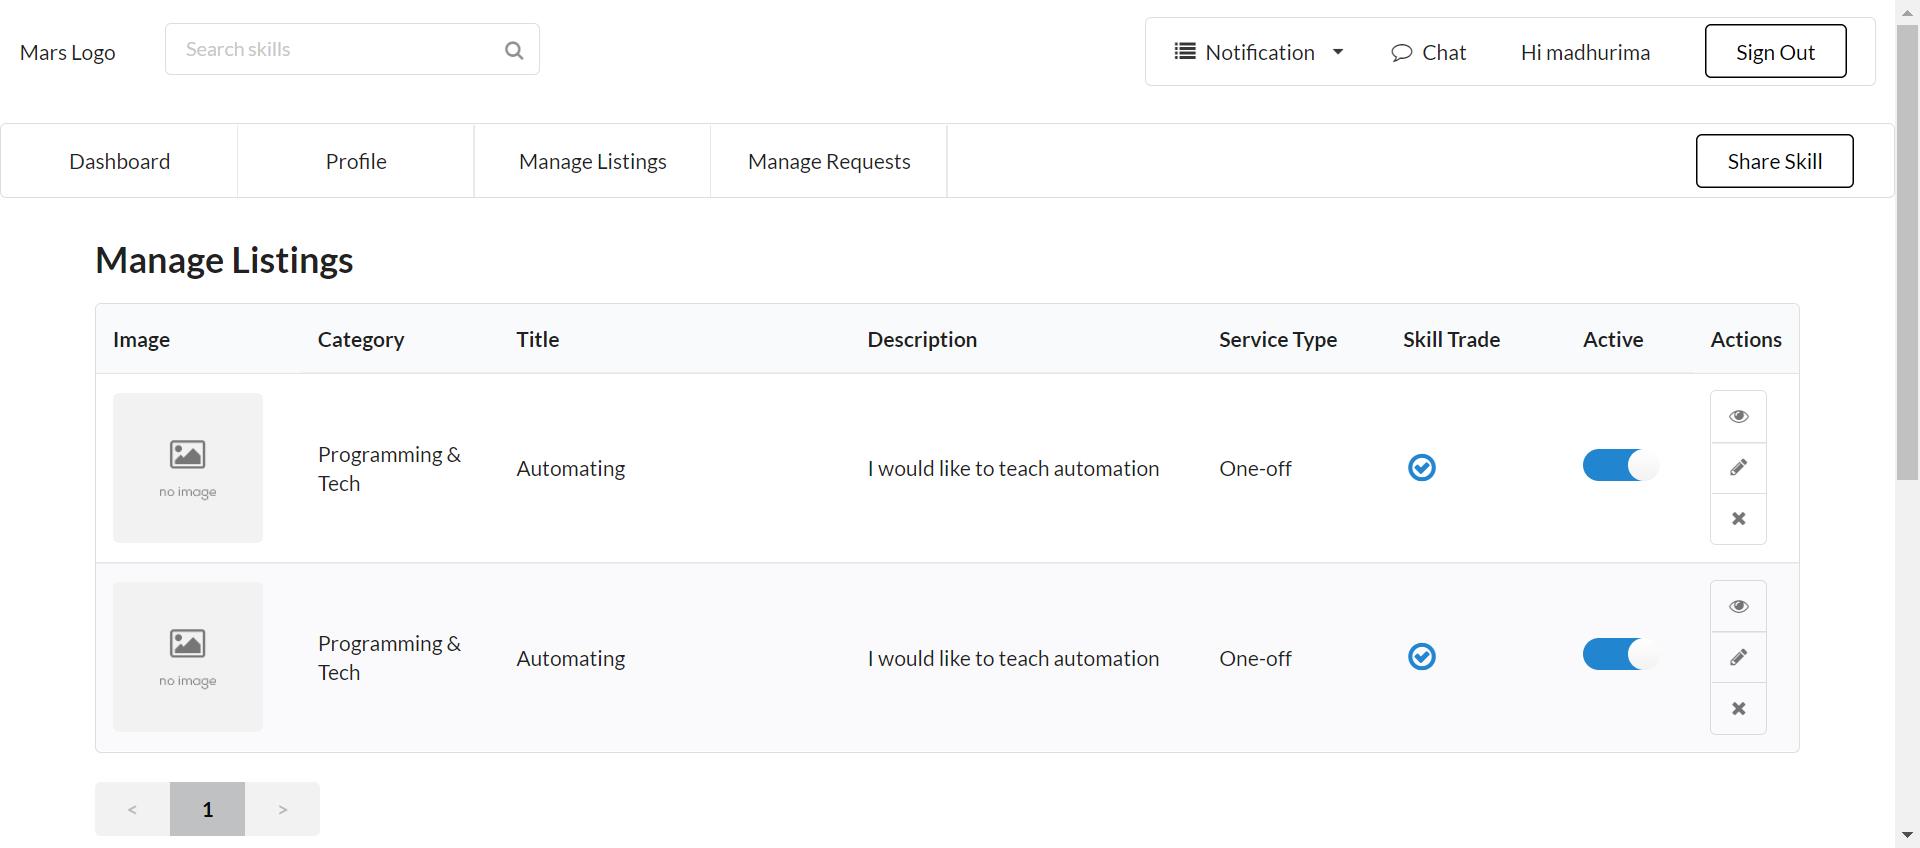 Mars Logo
Search skills
Notification
Chat
Hi madhurima
Sign Out
Dashboard
Profile
Manage Listings
Manage Requests
Share Skill
Manage Listings
Image Category Title Description Service Type Skill Trade Active Actions
no image
Programming &
Tech
Automating
I would like to teach automation
One-off
no image
Programming &
Tech
Automating
I would like to teach automation
One-off
< 1 >